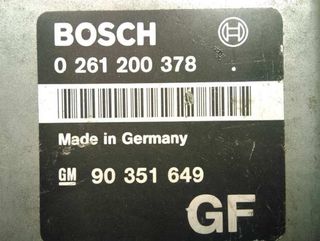 BOSCH
0 261 200 378
Made in Germany
GM 90 351 649
GF